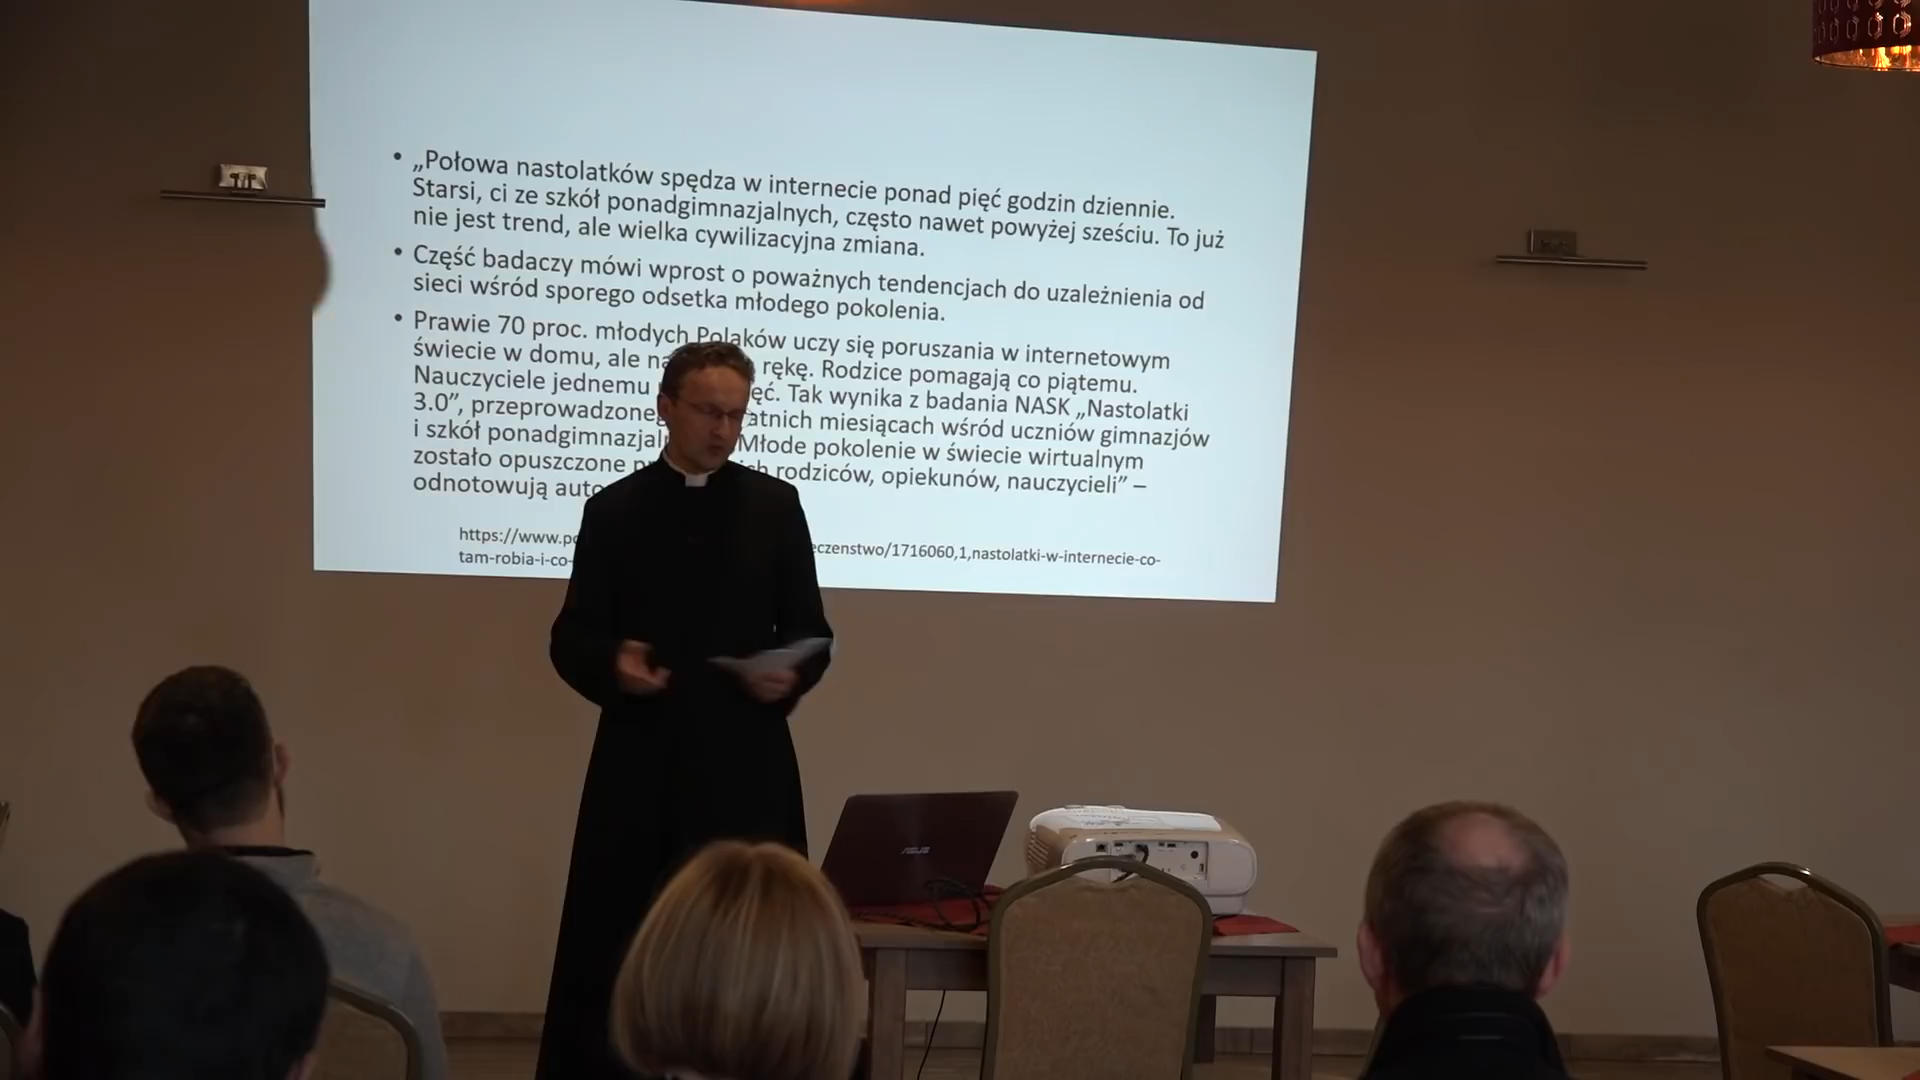 • „Połowa nastolatków spędza w internecie ponad pięć godzin dziennie.
Starsi, ci ze szkół ponadgimnazjalnych, często nawet powyżej sześciu. To już
nie jest trend, ale wielka cywilizacyjna zmiana.
• Część badaczy mówi wprost o poważnych tendencjach do uzależnienia od
sieci wśród sporego odsetka młodego pokolenia.
• Prawie 70 proc. młodych Polaków uczy się poruszania w internetowym
świecie w domu, ale rękę. Rodzice pomagają co piątemu.
Nauczyciele jednemu Tak wynika z badania NASK „Nastolatki
3.0”, wśród uczniów gimnazjów
i szkół Młode pokolenie w świecie wirtualnym
zostało opuszczone rodziców, opiekunów, nauczycieli” –
odnotowują
https://www.po eczenstwo/1716060,1,nastolatki-w-internecie-co-
tam-robia-i-co-
ASUS